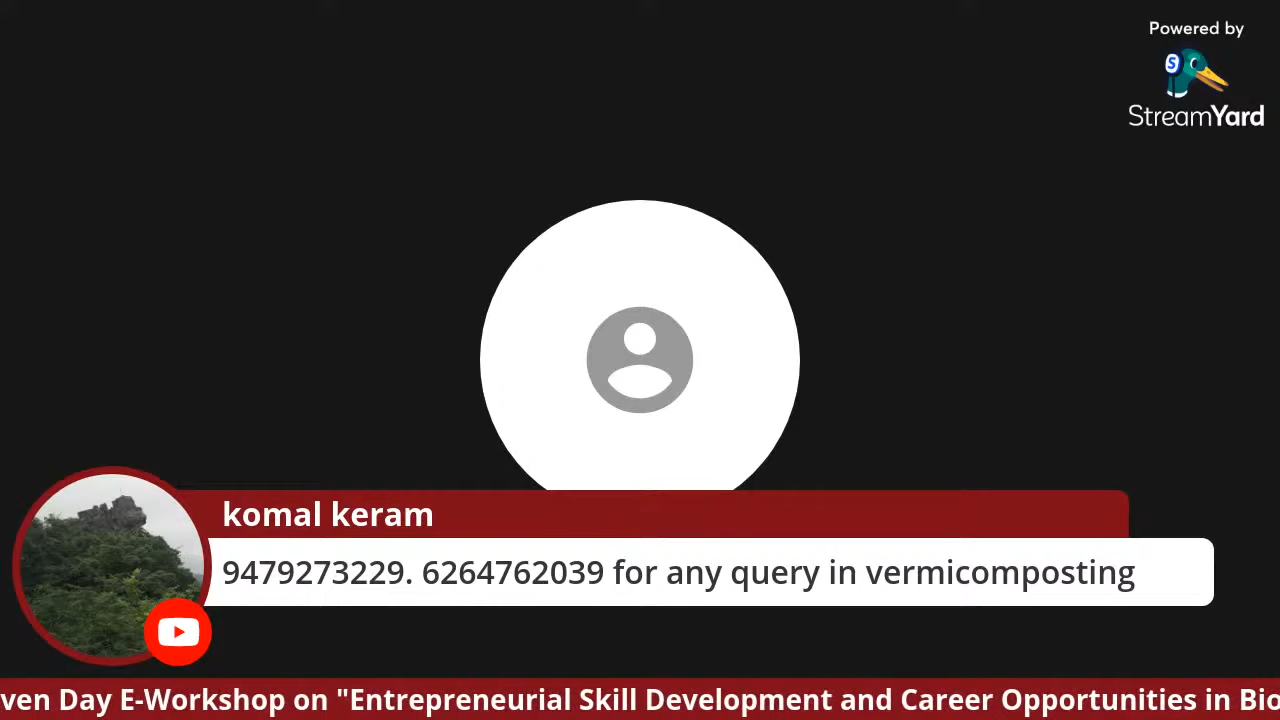 Powered by
S
StreamYard
komal keram
9479273229. 6264762039 for any query in vermicomposting
ven Day E-Workshop on "Entrepreneurial Skill Development and Career Opportunities in Bio